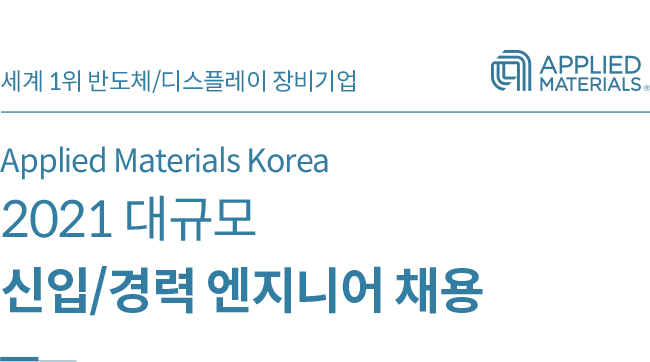 세계 1위 반도체/디스플레이 장비기업
APPLIED
MATERIALS®
Applied Materials Korea
2021 대규모
신입/경력 엔지니어 채용